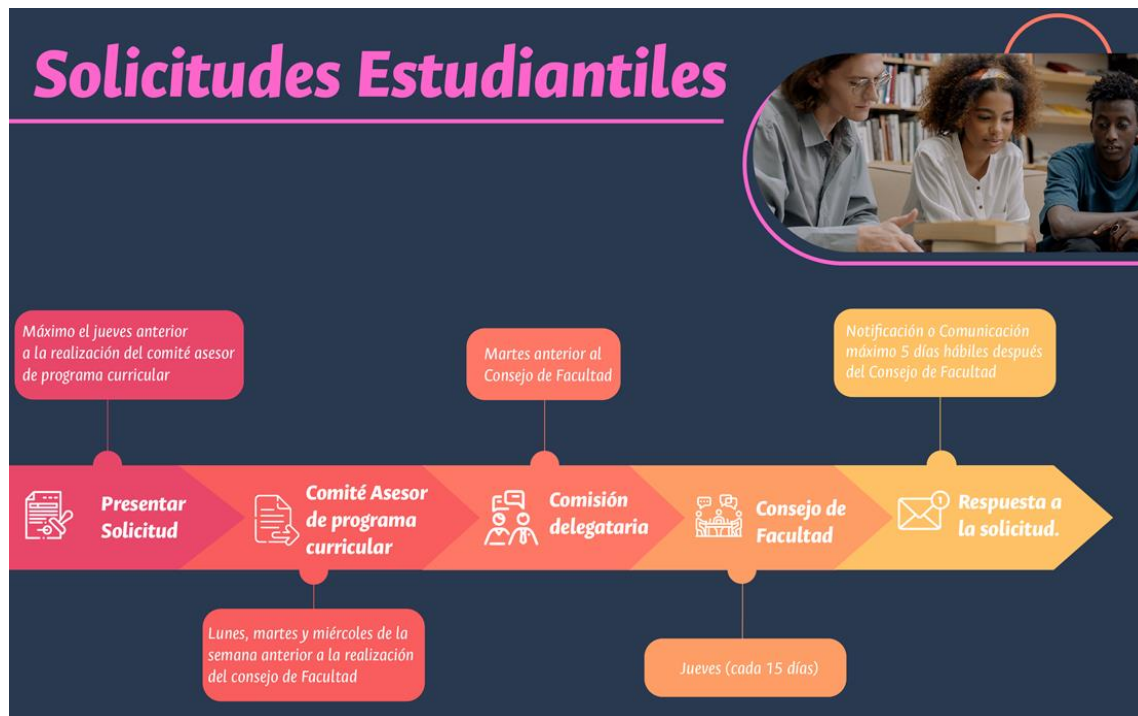 Solicitudes Estudiantiles
Máximo el jueves anterior
a la realización del comité asesor
de programa curricular
Martes anterior al
Consejo de Facultad
Notificación o Comunicación
máximo 5 días hábiles después
del Consejo de Facultad
Presentar
Solicitud
Comité Asesor
de programa
curricular
Comisión
delegataria
Consejo de
Facultad
1
Respuesta a
la solicitud.
Lunes, martes y miércoles de la
semana anterior a la realización
del consejo de Facultad
Jueves (cada 15 días)